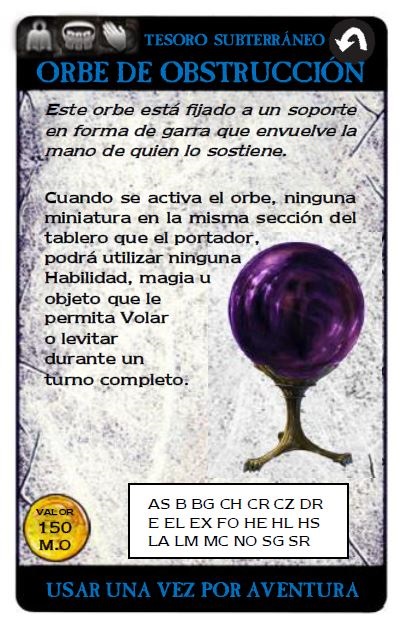 TESORO SUBTERRÁNEO
ORBE DE OBSTRUCCIÓN
Este orbe está fijado a un soporte
en forma de garra que envuelve la
mano de quien lo sostiene.
Cuando se activa el orbe, ninguna
miniatura en la misma sección del
tablero que el portador,
podrá utilizar ninguna
Habilidad, magia u
objeto que le
permita Volar
o levitar
durante un
turno completo.
VALOR
150
M.O
AS B BG CH CR CZ DR
E EL EX FO HE HL HS
LA LM MC NO SG SR
USAR UNA VEZ POR AVENTURA